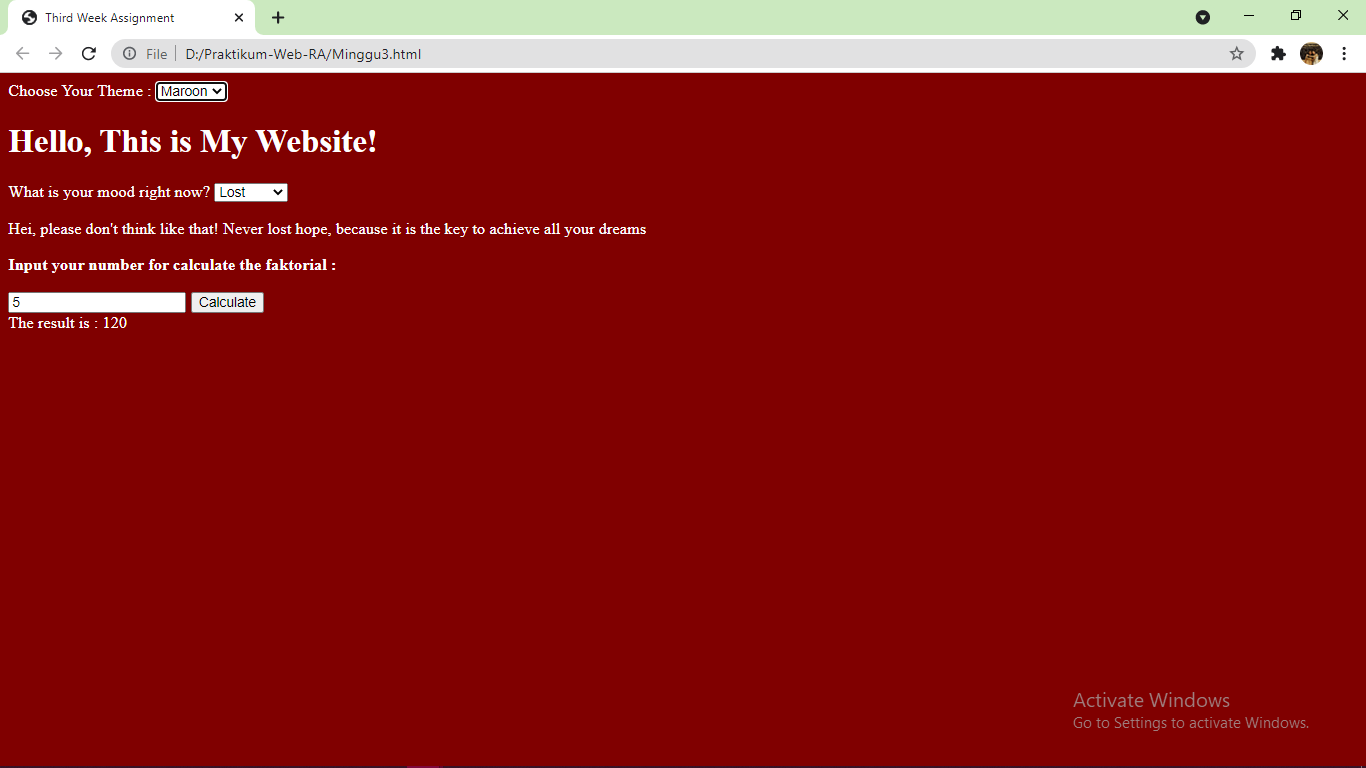 Third Week Assignment
File D:/Praktikum-Web-RA/Minggu3.html
Choose Your Theme : Maroon
Hello, This is My Website!
What is your mood right now? Lost
Hei, please don't think like that! Never lost hope, because it is the key to achieve all your dreams
Input your number for calculate the faktorial :
5 Calculate
The result is : 120
Activate Windows
Go to Settings to activate Windows.